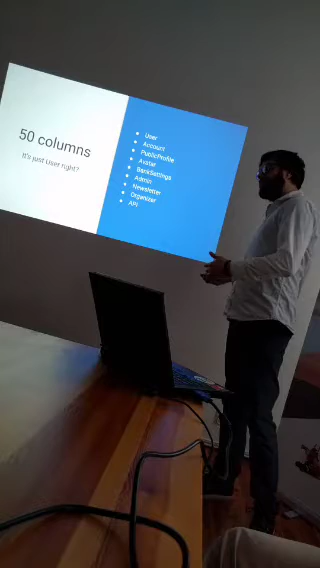 50 columns
It's just User right?
● User
● Account
● PublicProfile
● Avatar
● BankSettings
● Admin
● Newsletter
● Organizer
● API